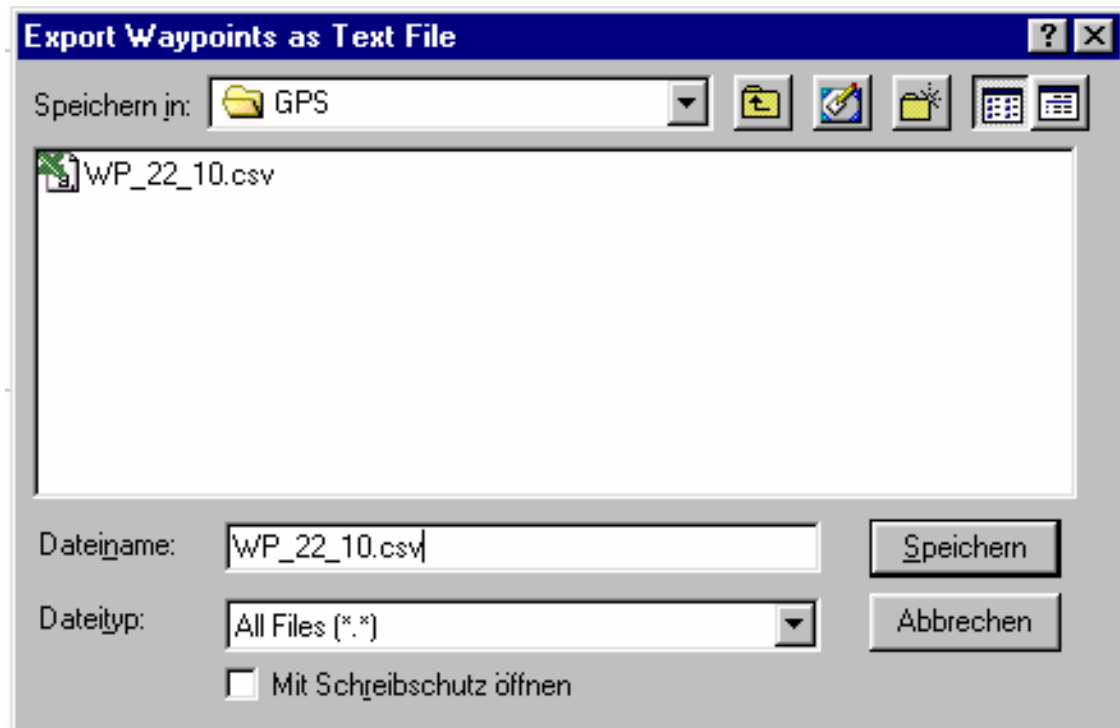 Export Waypoints as Text File
Speichern in: GPS
WP_22_10.csv
Dateiname: WP_22_10.csv Speichern
Dateityp: All Files (*.*) Abbrechen
Mit Schreibschutz öffnen